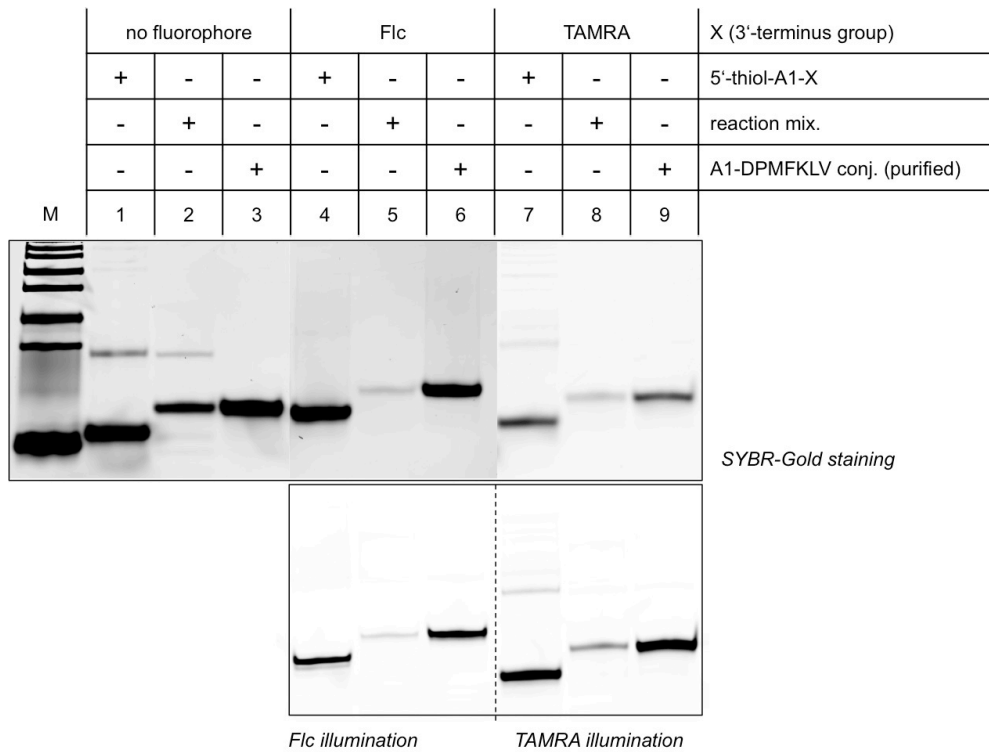 no fluorophore Flc TAMRA X (3‘-terminus group)
+ - - + - - + - - 5‘-thiol-A1-X
- + - - + - - + - reaction mix.
- - + - - + - - + A1-DPMFKLV conj. (purified)
M 1 2 3 4 5 6 7 8 9
SYBR-Gold staining
Flc illumination TAMRA illumination